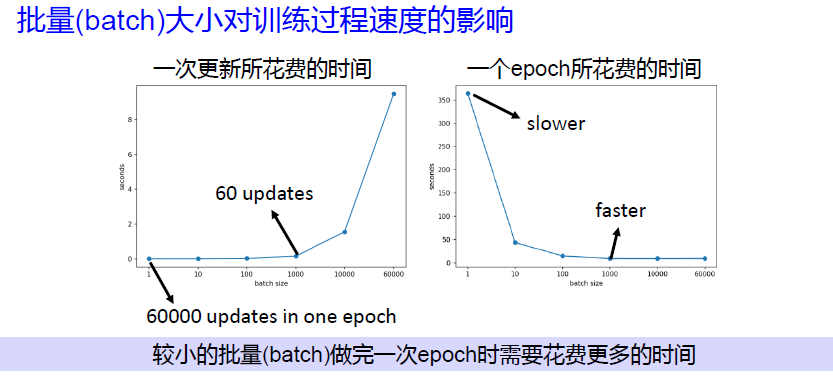 批量(batch)大小对训练过程速度的影响
一次更新所花费的时间
8
6
4
2
0
seconds
1 10 100 1000 10000 60000
batch size
60 updates
60000 updates in one epoch
一个epoch所花费的时间
350
300
250
200
150
100
50
0
seconds
1 10 100 1000 10000 60000
batch size
slower
faster
较小的批量(batch)做完一次epoch时需要花费更多的时间